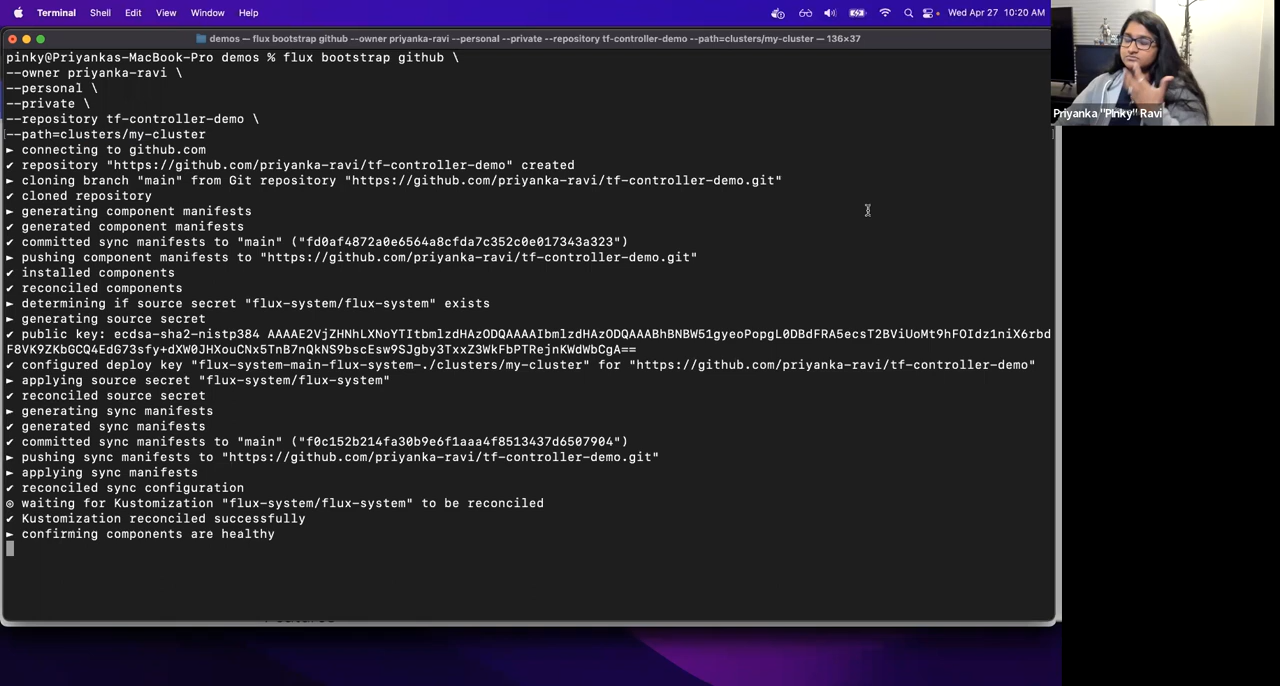 Terminal Shell Edit View Window Help Wed Apr 27 10:20 AM
demos — flux bootstrap github --owner priyanka-ravi --personal --private --repository tf-controller-demo --path=clusters/my-cluster — 136×37
pinky@Priyankas-MacBook-Pro demos % flux bootstrap github \
--owner priyanka-ravi \
--personal \
--private \
--repository tf-controller-demo \
--path=clusters/my-cluster
► connecting to github.com
✔ repository "https://github.com/priyanka-ravi/tf-controller-demo" created
► cloning branch "main" from Git repository "https://github.com/priyanka-ravi/tf-controller-demo.git"
✔ cloned repository
► generating component manifests
✔ generated component manifests
✔ committed sync manifests to "main" ("fd0af4872a0e6564a8cfda7c352c0e017343a323")
► pushing component manifests to "https://github.com/priyanka-ravi/tf-controller-demo.git"
✔ installed components
✔ reconciled components
► determining if source secret "flux-system/flux-system" exists
► generating source secret
✔ public key: ecdsa-sha2-nistp384 AAAAE2VjZHNhLXNoYTItbmlzdHAzODQAAAAIbmlzdHAzODQAAABhBNBW51gyeoPopgL0DBdFRA5ecsT2BViUoMt9hFOIdz1niX6rbd
F8VK9ZKbGCQ4EdG73sfy+dXW0JHXouCNx5TnB7nQkNS9bscEsw9SJgby3TxxZ3WkFbPTRejnKWdWbCgA==
✔ configured deploy key "flux-system-main-flux-system-./clusters/my-cluster" for "https://github.com/priyanka-ravi/tf-controller-demo"
► applying source secret "flux-system/flux-system"
✔ reconciled source secret
► generating sync manifests
✔ generated sync manifests
✔ committed sync manifests to "main" ("f0c152b214fa30b9e6f1aaa4f8513437d6507904")
► pushing sync manifests to "https://github.com/priyanka-ravi/tf-controller-demo.git"
► applying sync manifests
✔ reconciled sync configuration
◎ waiting for Kustomization "flux-system/flux-system" to be reconciled
✔ Kustomization reconciled successfully
► confirming components are healthy
Priyanka "Pinky" Ravi